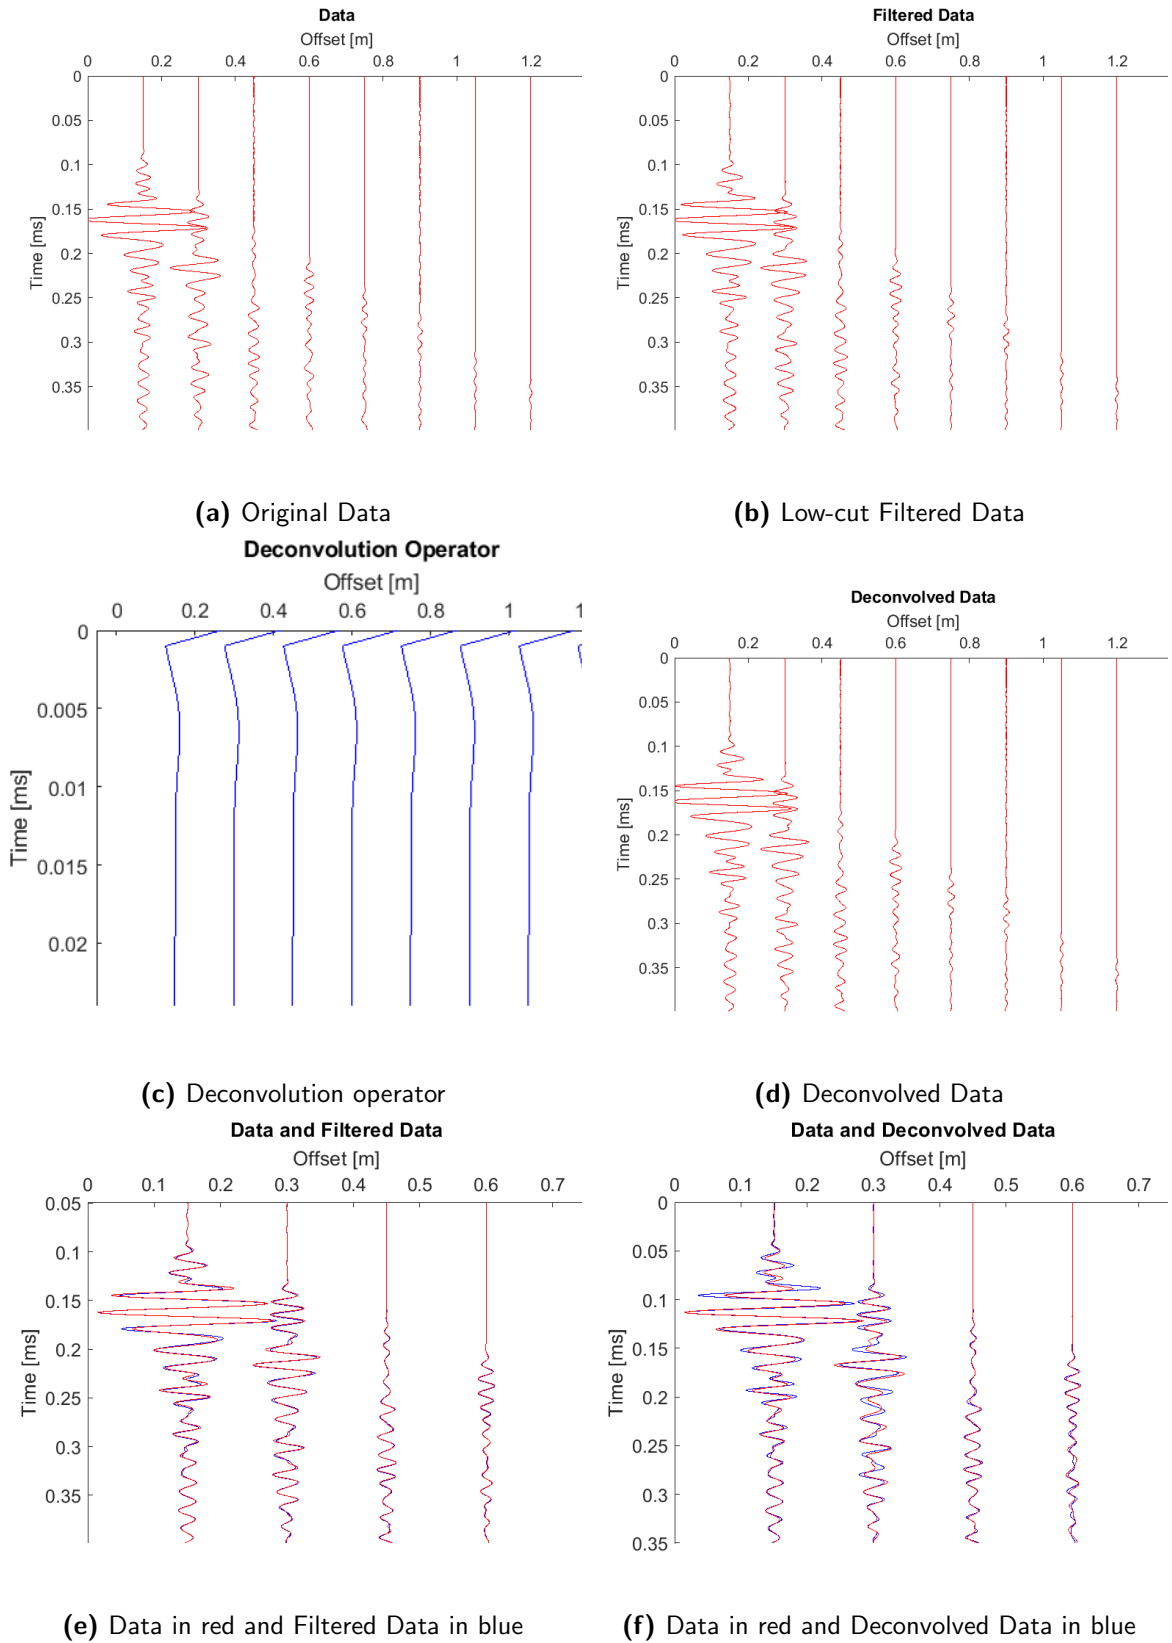 Data
Offset [m]
0 0.2 0.4 0.6 0.8 1 1.2
0
0.05
0.1
0.15
0.2
0.25
0.3
0.35
Time [ms]
(a) Original Data
Filtered Data
Offset [m]
0 0.2 0.4 0.6 0.8 1 1.2
0
0.05
0.1
0.15
0.2
0.25
0.3
0.35
Time [ms]
(b) Low-cut Filtered Data
Deconvolution Operator
Offset [m]
0 0.2 0.4 0.6 0.8 1 1
0
0.005
0.01
0.015
0.02
Time [ms]
(c) Deconvolution operator
Deconvolved Data
Offset [m]
0 0.2 0.4 0.6 0.8 1 1.2
0
0.05
0.1
0.15
0.2
0.25
0.3
0.35
Time [ms]
(d) Deconvolved Data
Data and Filtered Data
Offset [m]
0 0.1 0.2 0.3 0.4 0.5 0.6 0.7
0.05
0.1
0.15
0.2
0.25
0.3
0.35
Time [ms]
(e) Data in red and Filtered Data in blue
Data and Deconvolved Data
Offset [m]
0 0.1 0.2 0.3 0.4 0.5 0.6 0.7
0
0.05
0.1
0.15
0.2
0.25
0.3
0.35
Time [ms]
(f) Data in red and Deconvolved Data in blue